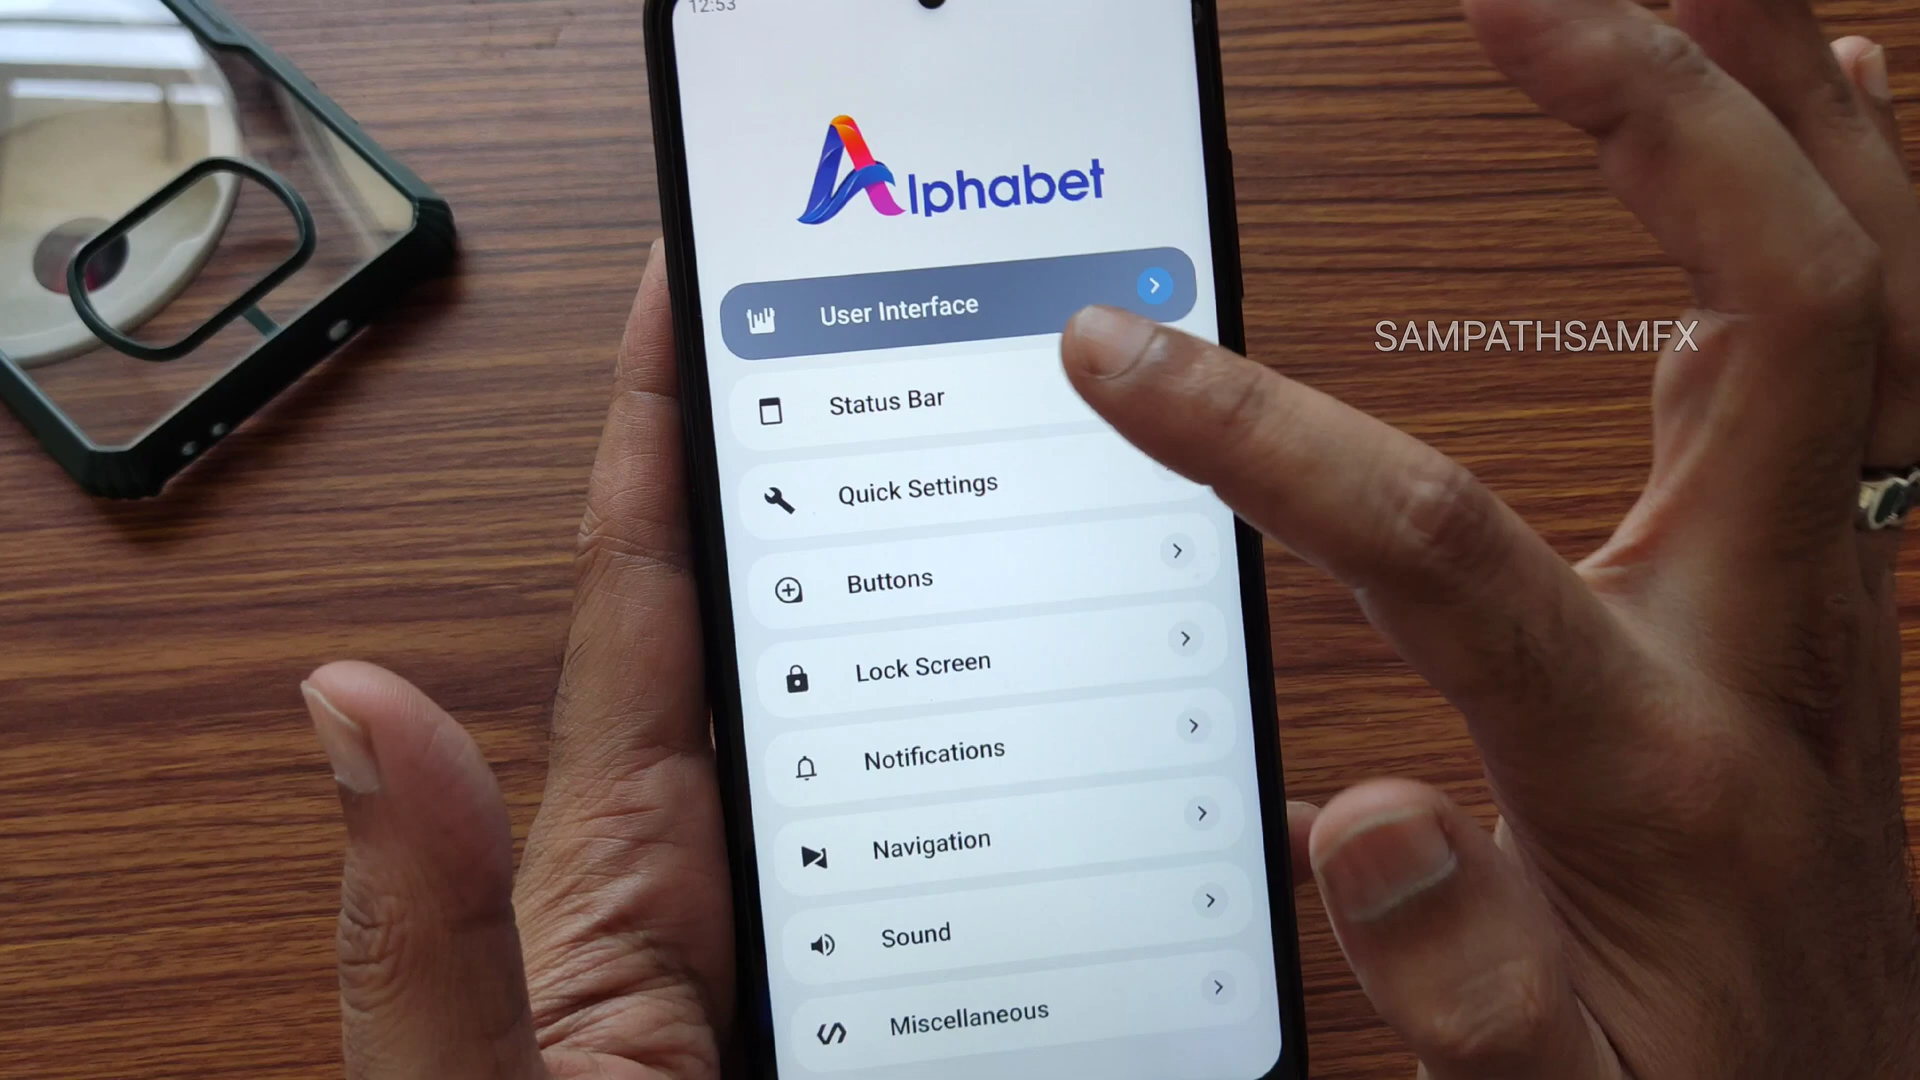 12:53
Alphabet
User Interface
SAMPATHSAMFX
Status Bar
Quick Settings
Buttons
Lock Screen
Notifications
Navigation
Sound
Miscellaneous